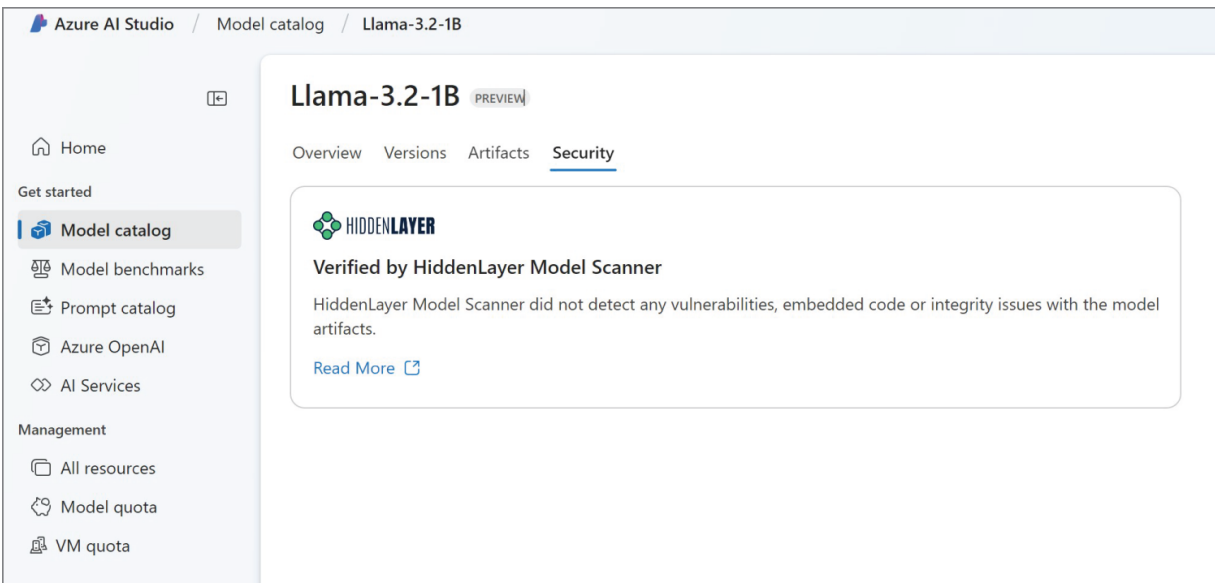 Azure AI Studio / Model catalog / Llama-3.2-1B
Home
Get started
Model catalog
Model benchmarks
Prompt catalog
Azure OpenAI
AI Services
Management
All resources
Model quota
VM quota
Llama-3.2-1B PREVIEW
Overview Versions Artifacts Security
HIDDENLAYER
Verified by HiddenLayer Model Scanner
HiddenLayer Model Scanner did not detect any vulnerabilities, embedded code or integrity issues with the model
artifacts.
Read More